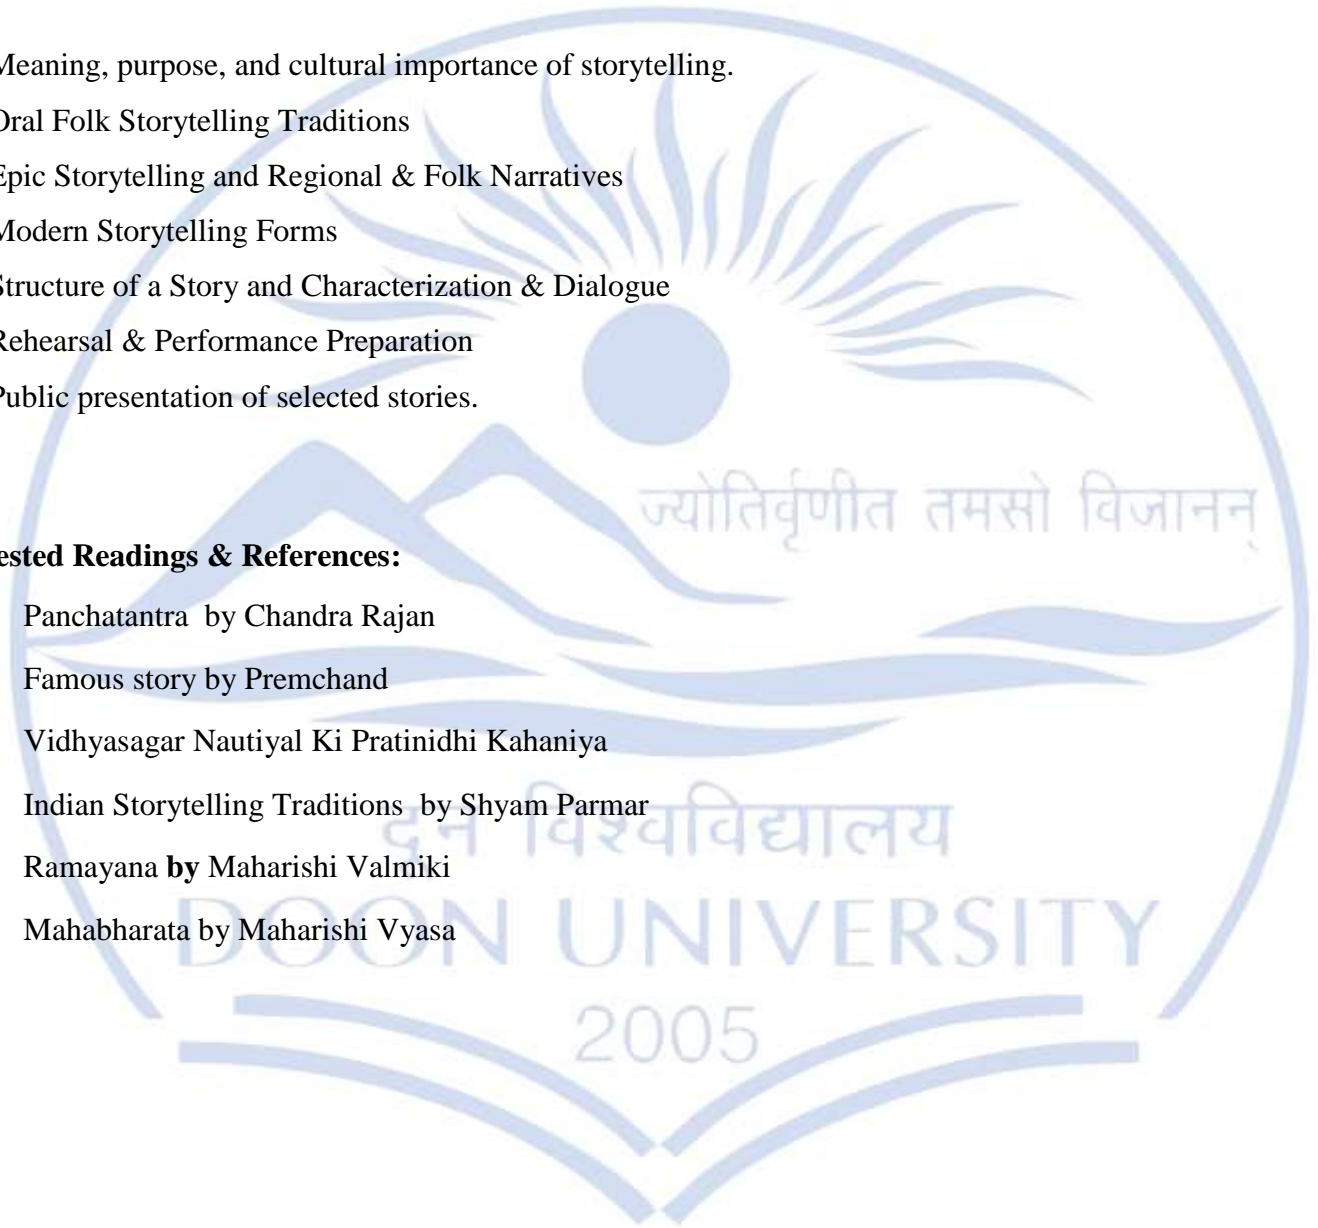 Meaning, purpose, and cultural importance of storytelling.
Oral Folk Storytelling Traditions
Epic Storytelling and Regional & Folk Narratives
Modern Storytelling Forms
Structure of a Story and Characterization & Dialogue
Rehearsal & Performance Preparation
Public presentation of selected stories.
ज्योतिर्वृणीत तमसो विजानन्
ested Readings & References:
Panchatantra by Chandra Rajan
Famous story by Premchand
Vidhyasagar Nautiyal Ki Pratinidhi Kahaniya
Indian Storytelling Traditions by Shyam Parmar
दून विश्वविद्यालय
Ramayana by Maharishi Valmiki
DOON UNIVERSITY
Mahabharata by Maharishi Vyasa
2005